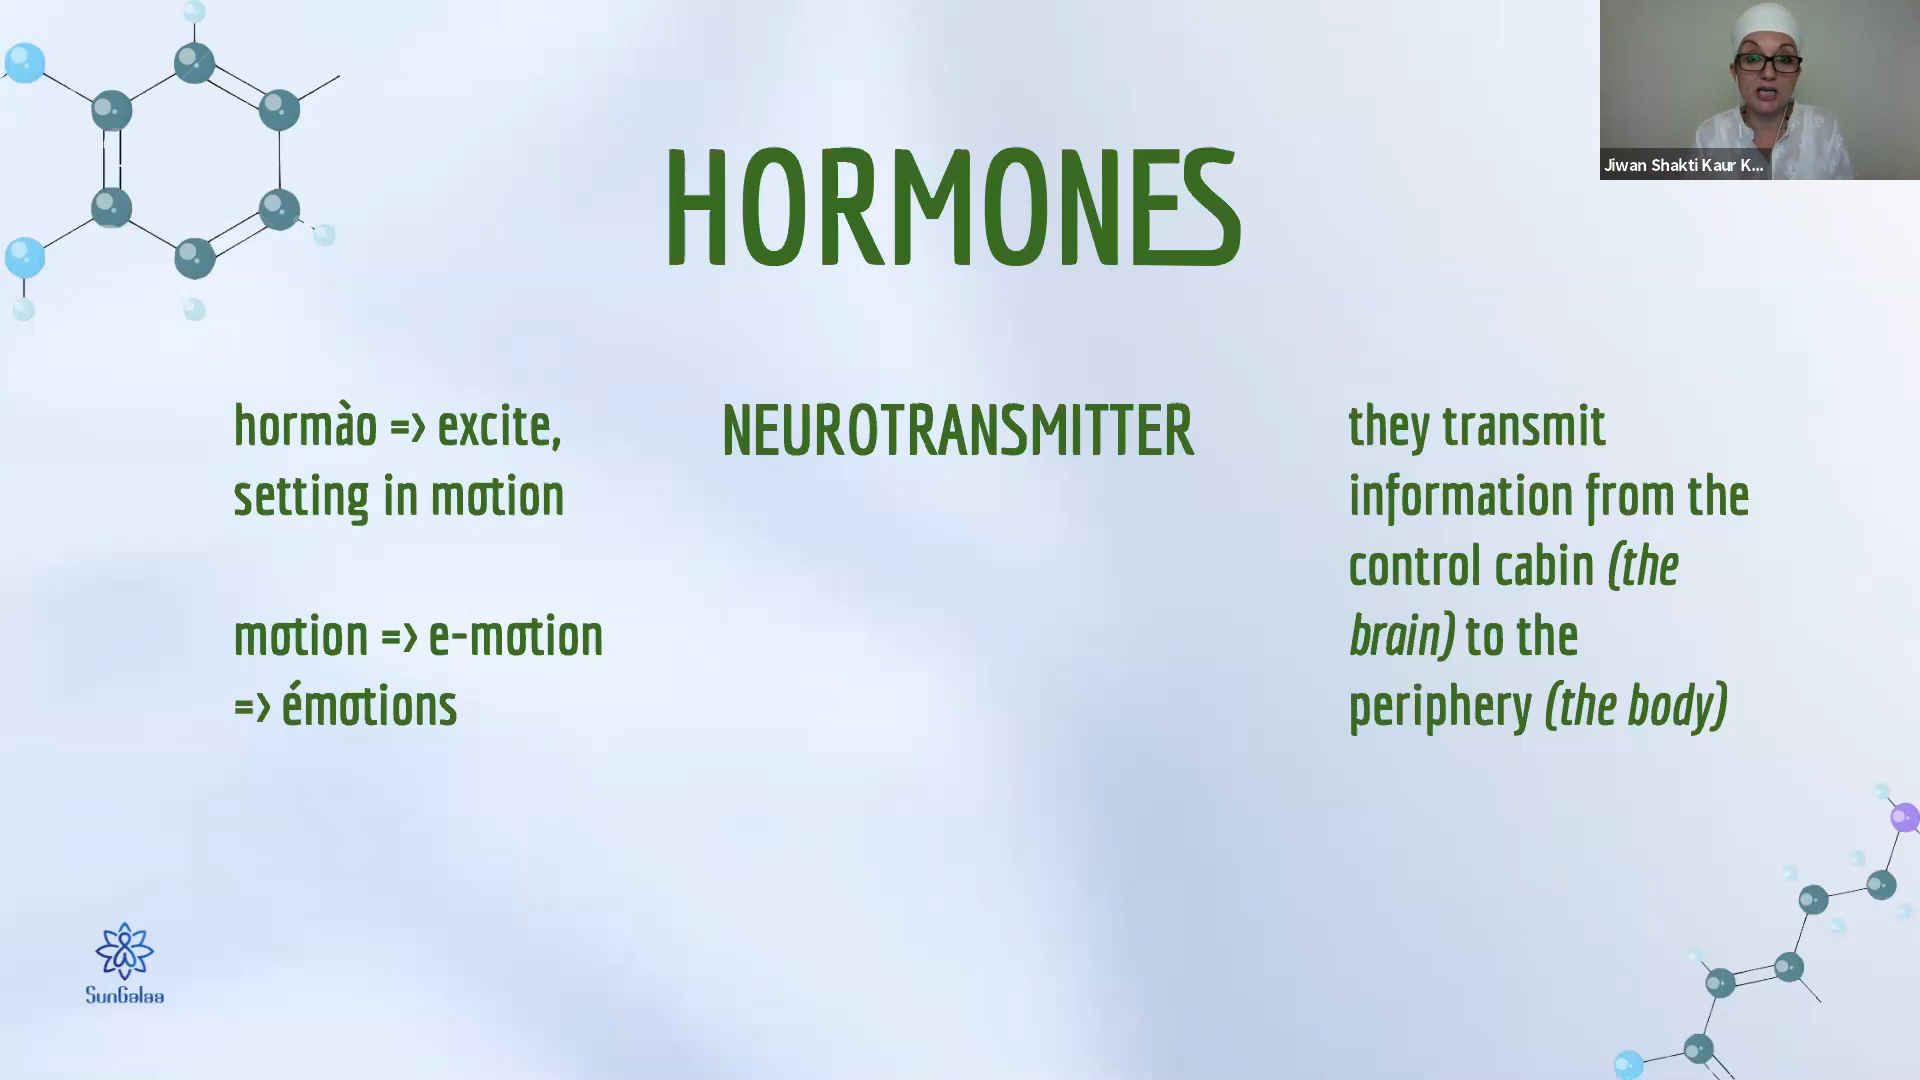 Jiwan Shakti Kaur K...
HORMONES
hormào => excite,
setting in motion
motion => e-motion
=> émotions
NEUROTRANSMITTER
they transmit
information from the
control cabin (the
brain) to the
periphery (the body)
SunGalaa